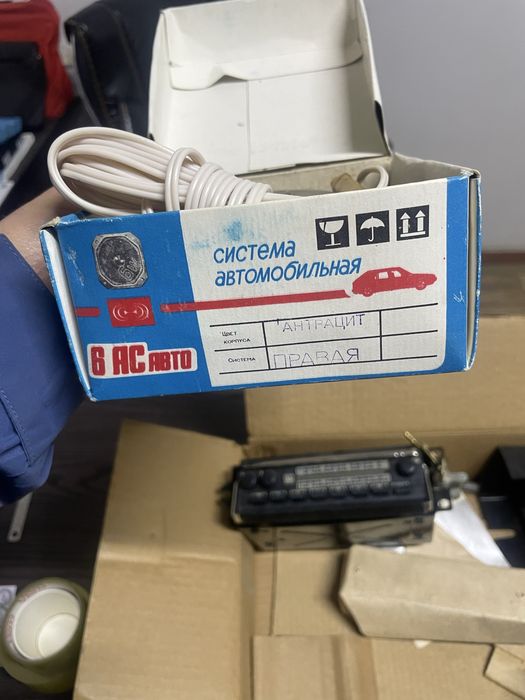 система
автомобильная
6 АС АВТО
Цвет
корпуса
АНТРАЦИТ
Система
ПРАВАЯ